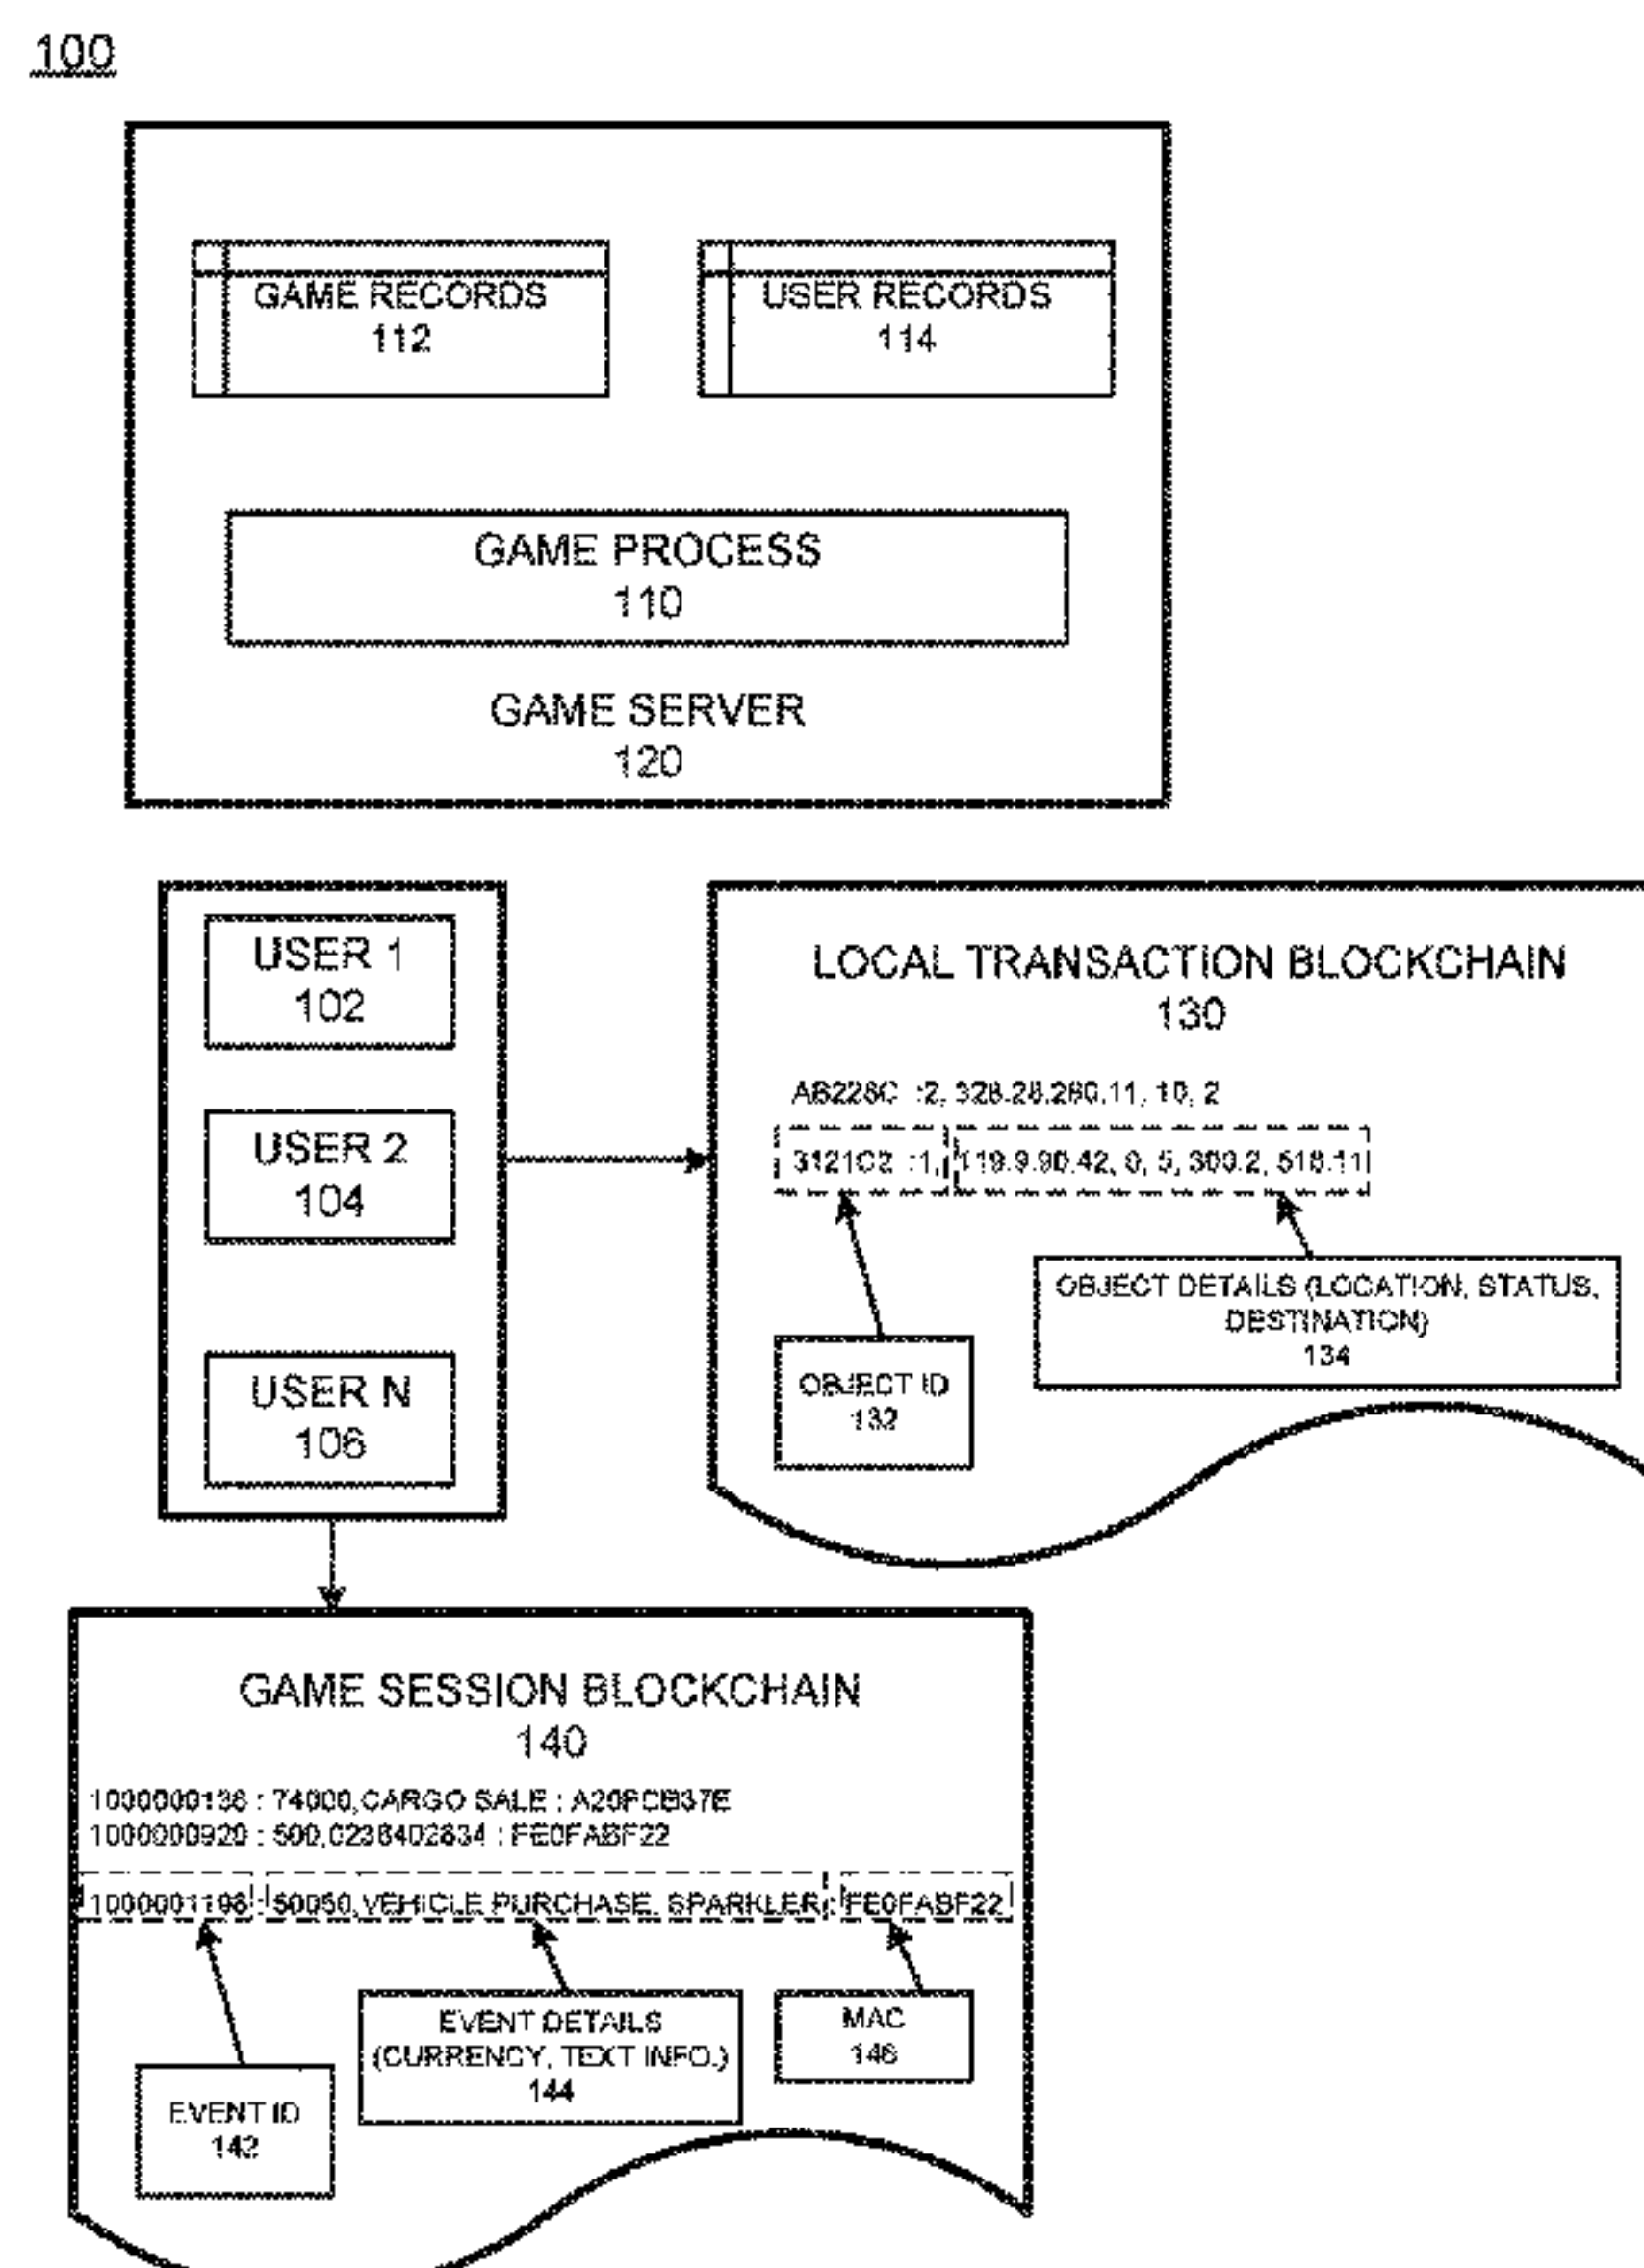 100
GAME RECORDS
112
USER RECORDS
114
GAME PROCESS
110
GAME SERVER
120
USER 1
102
USER 2
104
USER N
106
LOCAL TRANSACTION BLOCKCHAIN
130
:2, 328.28.280.11, 10, 2
3121C2 :1, 119.9.90.42, 0, 5, 300.2, 518.11
OBJECT DETAILS (LOCATION, STATUS,
DESTINATION)
134
OBJECT ID
132
GAME SESSION BLOCKCHAIN
140
1000000136 : 74000,CARGO SALE : A20FCB37E
1000000920 : 500,0236402834 : FE0FABF22
1000001198 : 50050,VEHICLE PURCHASE, SPARKLER : FE0FABF22
EVENT DETAILS
(CURRENCY, TEXT INFO.)
144
MAC
146
EVENT ID
142